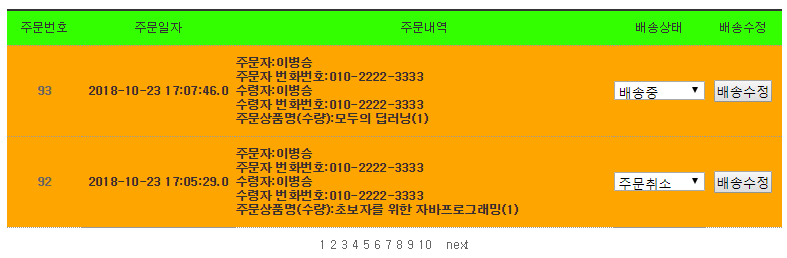 주문번호 주문일자 주문내역 배송상태 배송수정
주문자:이병승
주문자 번화번호:010-2222-3333
93 2018-10-23 17:07:46.0 수령자:이병승 배송중 배송수정
수령자 번화번호:010-2222-3333
주문상품명(수량):모두의 딥러닝(1)
주문자:이병승
주문자 번화번호:010-2222-3333
92 2018-10-23 17:05:29.0 수령자:이병승 주문취소 배송수정
수령자 번화번호:010-2222-3333
주문상품명(수량):초보자를 위한 자바프로그래밍(1)
1 2 3 4 5 6 7 8 9 10 next